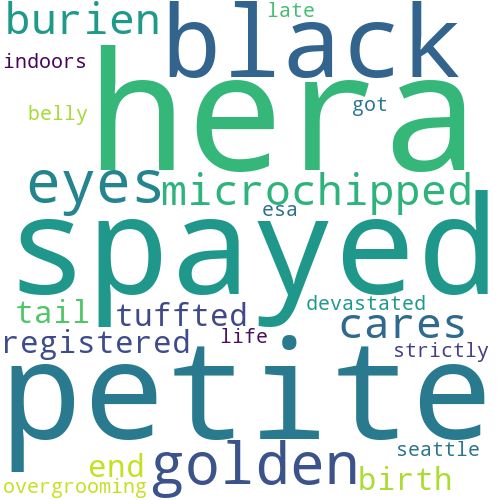 late
burien black
indoors
hera
belly got
eyes microchipped
esa
spayed
devastated
tail tuffted cares
registered life strictly
petite
seattle
end golden birth
overgrooming